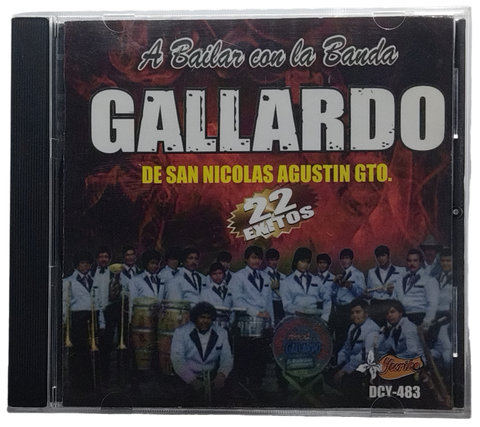 A Bailar con la Banda
GALLARDO
DE SAN NICOLAS AGUSTIN GTO.
22
EXITOS
DCY-483